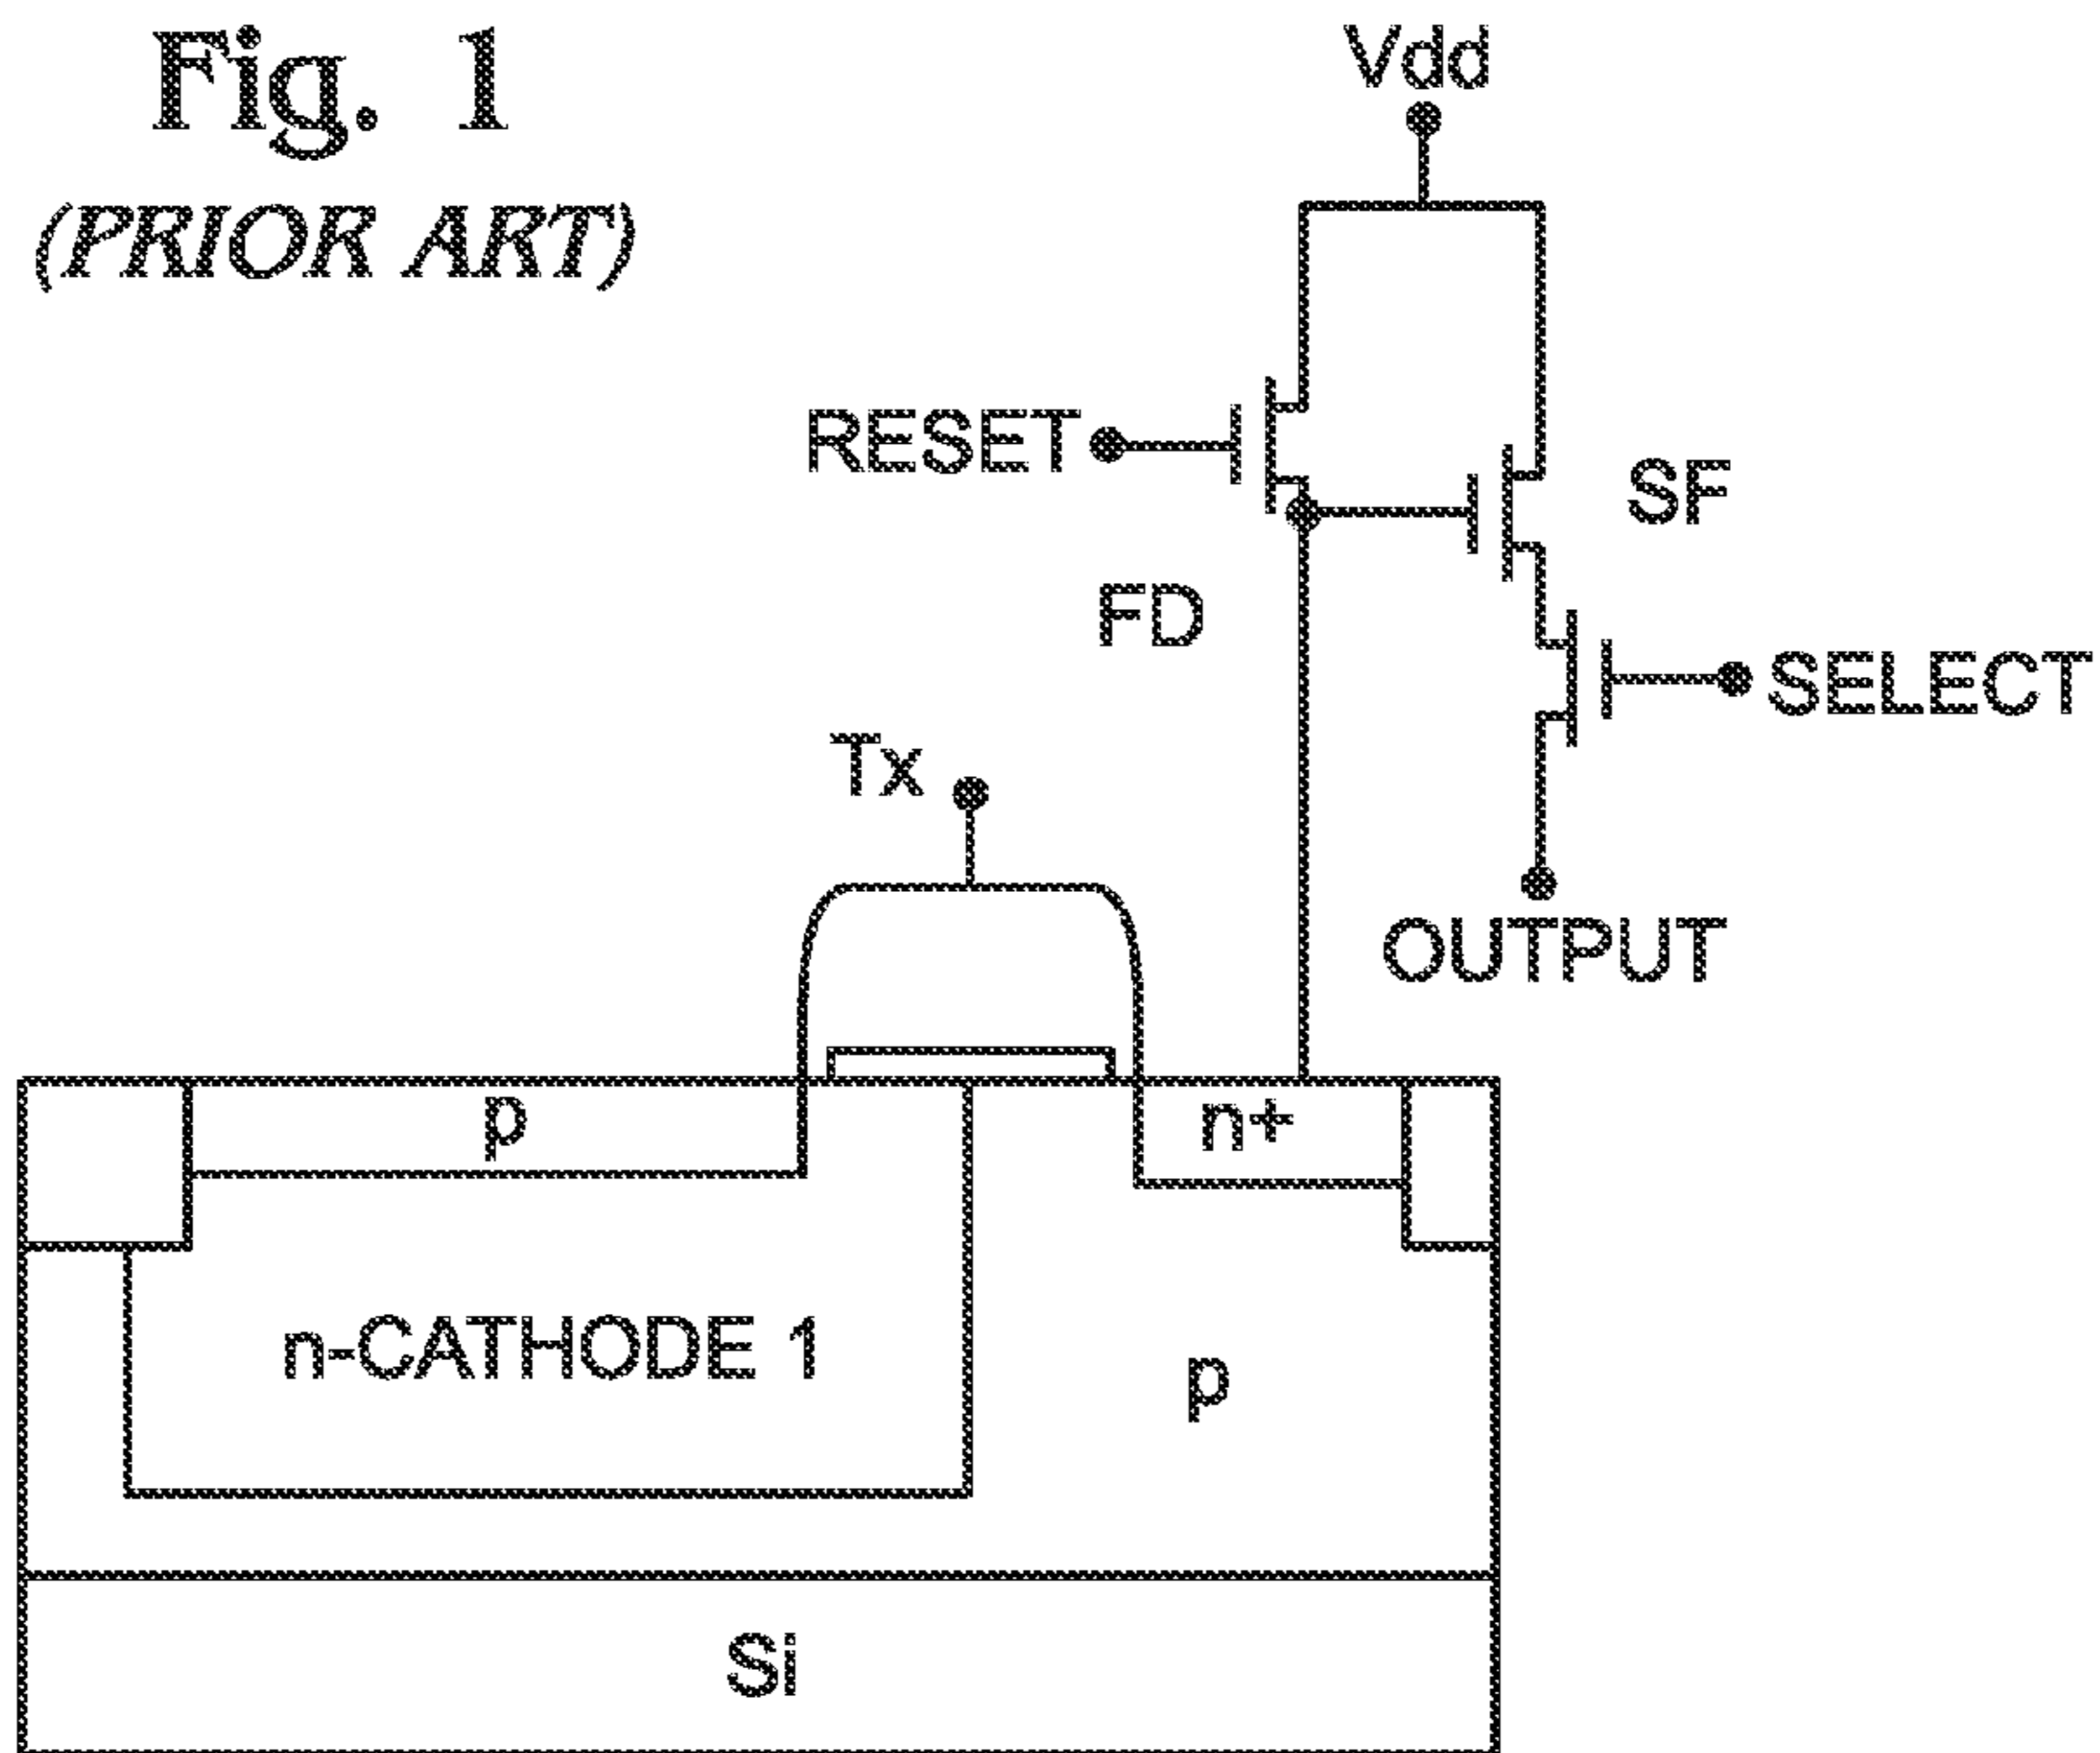 Fig. 1
(PRIOR ART)
Vdd
RESET
SF
FD
SELECT
Tx
OUTPUT
p
n+
n-CATHODE 1
p
Si